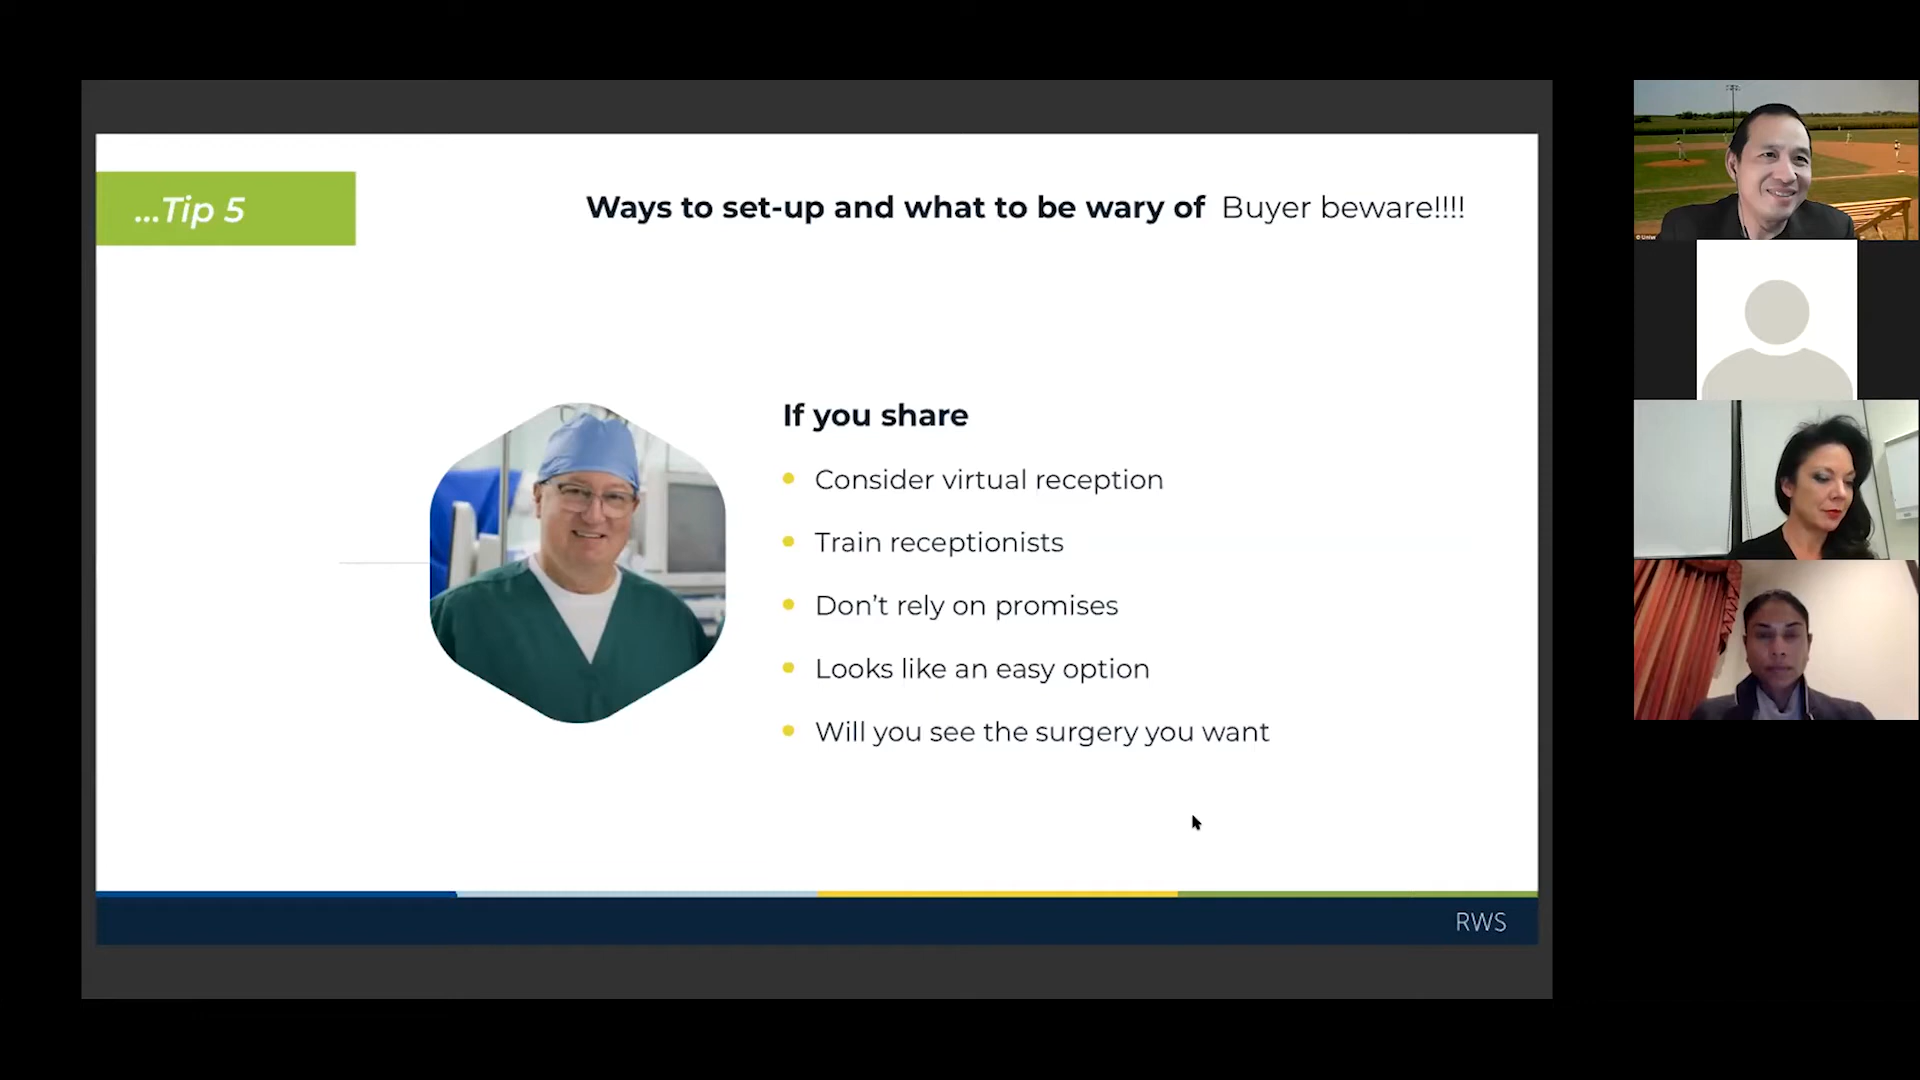 ...Tip 5
Ways to set-up and what to be wary of Buyer beware!!!!
If you share
Consider virtual reception
Train receptionists
Don’t rely on promises
Looks like an easy option
Will you see the surgery you want
RWS